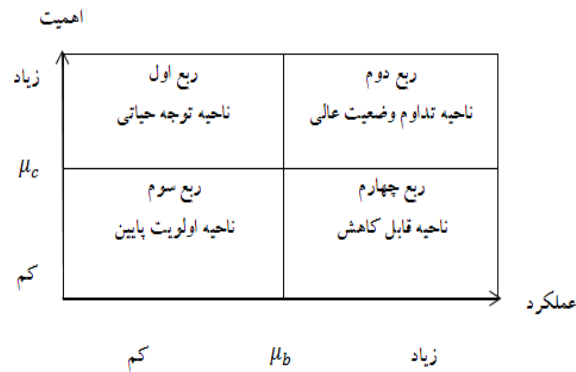 اهمیت
زیاد
ربع اول
ربع دوم
ناحیه توجه حیاتی
ناحیه تداوم وضعیت عالی
μc
ربع سوم
ربع چهارم
ناحیه اولویت پایین
ناحیه قابل کاهش
کم
عملکرد
کم
μb
زیاد